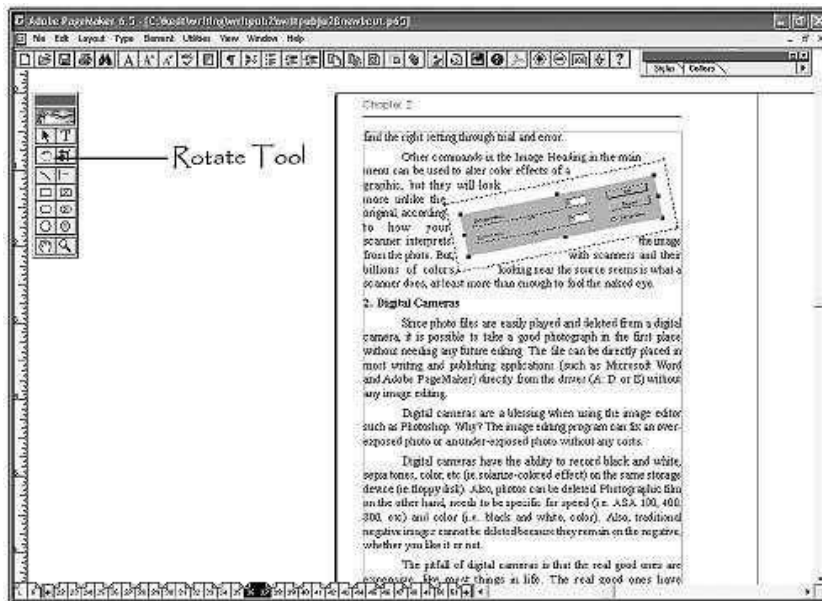 Adobe PageMaker 6.5 -
File Edit Layout Type Element Utilities View Window Help
Styles Colors
Rotate Tool
Chapter 2
find the right setting through trial and error.
Other commands in the Image Heading in the main
menu can be used to alter color effects of a
graphic, but they will look
more unlike the
original, according
to how your
scanner interprets the image
from the photo. But, with scanners and their
billions of colors, looking near the source seems is what a
scanner does, at least more than enough to fool the naked eye.
2. Digital Cameras
Since photo files are easily played and deleted from a digital
camera, it is possible to take a good photograph in the first place
without needing any future editing. The file can be directly placed in
most writing and publishing applications (such as Microsoft Word
and Adobe PageMaker) directly from the drives (A: D: or E) without
any image editing.
Digital cameras are a blessing when using the image editor
such as Photoshop. Why? The image editing program can fix an over-
exposed photo or an under-exposed photo without any costs.
Digital cameras have the ability to record black and white,
sepia tones, color, etc (ie. solarize-colored effect) on the same storage
device (ie. floppy disk). Also, photos can be deleted. Photographic film
on the other hand, needs to be specific for speed (i.e. ASA 100, 400,
800, etc) and color (i.e. black and white, color). Also, traditional
negative images cannot be deleted because they remain on the negative,
whether you like it or not.
The pitfall of digital cameras is that the real good ones are
expensive, like most things in life. The real good ones have